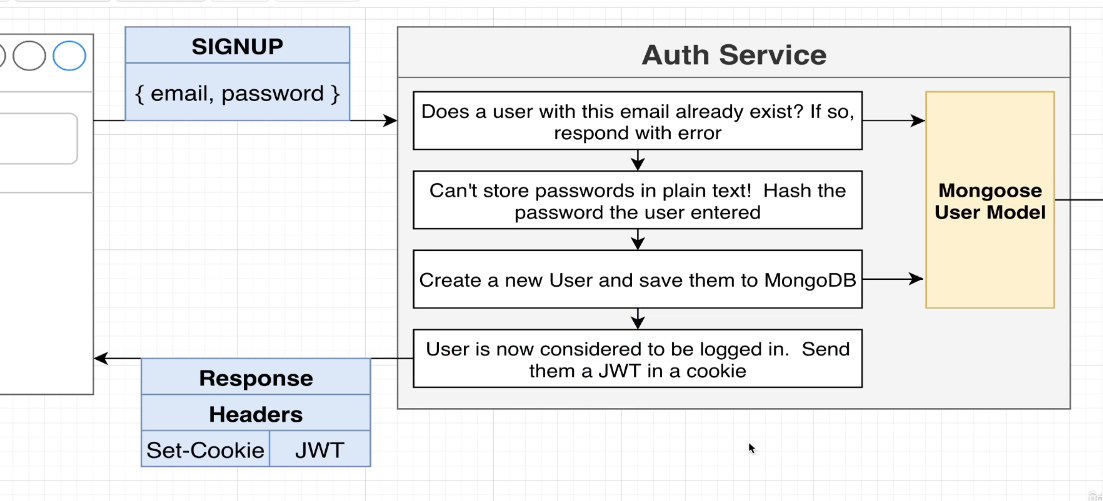 SIGNUP
{ email, password }
Auth Service
Does a user with this email already exist? If so,
respond with error
Can't store passwords in plain text!  Hash the
password the user entered
Create a new User and save them to MongoDB
User is now considered to be logged in.  Send
them a JWT in a cookie
Mongoose
User Model
Response
Headers
Set-Cookie
JWT